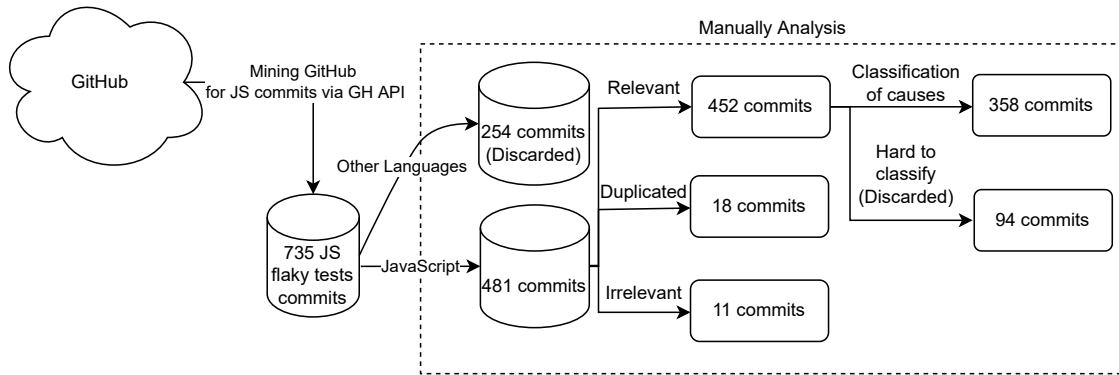 Manually Analysis
GitHub
Mining GitHub
for JS commits via GH API
735 JS
flaky tests
commits
Other Languages
JavaScript
254 commits
(Discarded)
481 commits
Relevant
452 commits
Duplicated
18 commits
Irrelevant
11 commits
Classification
of causes
358 commits
Hard to
classify
(Discarded)
94 commits